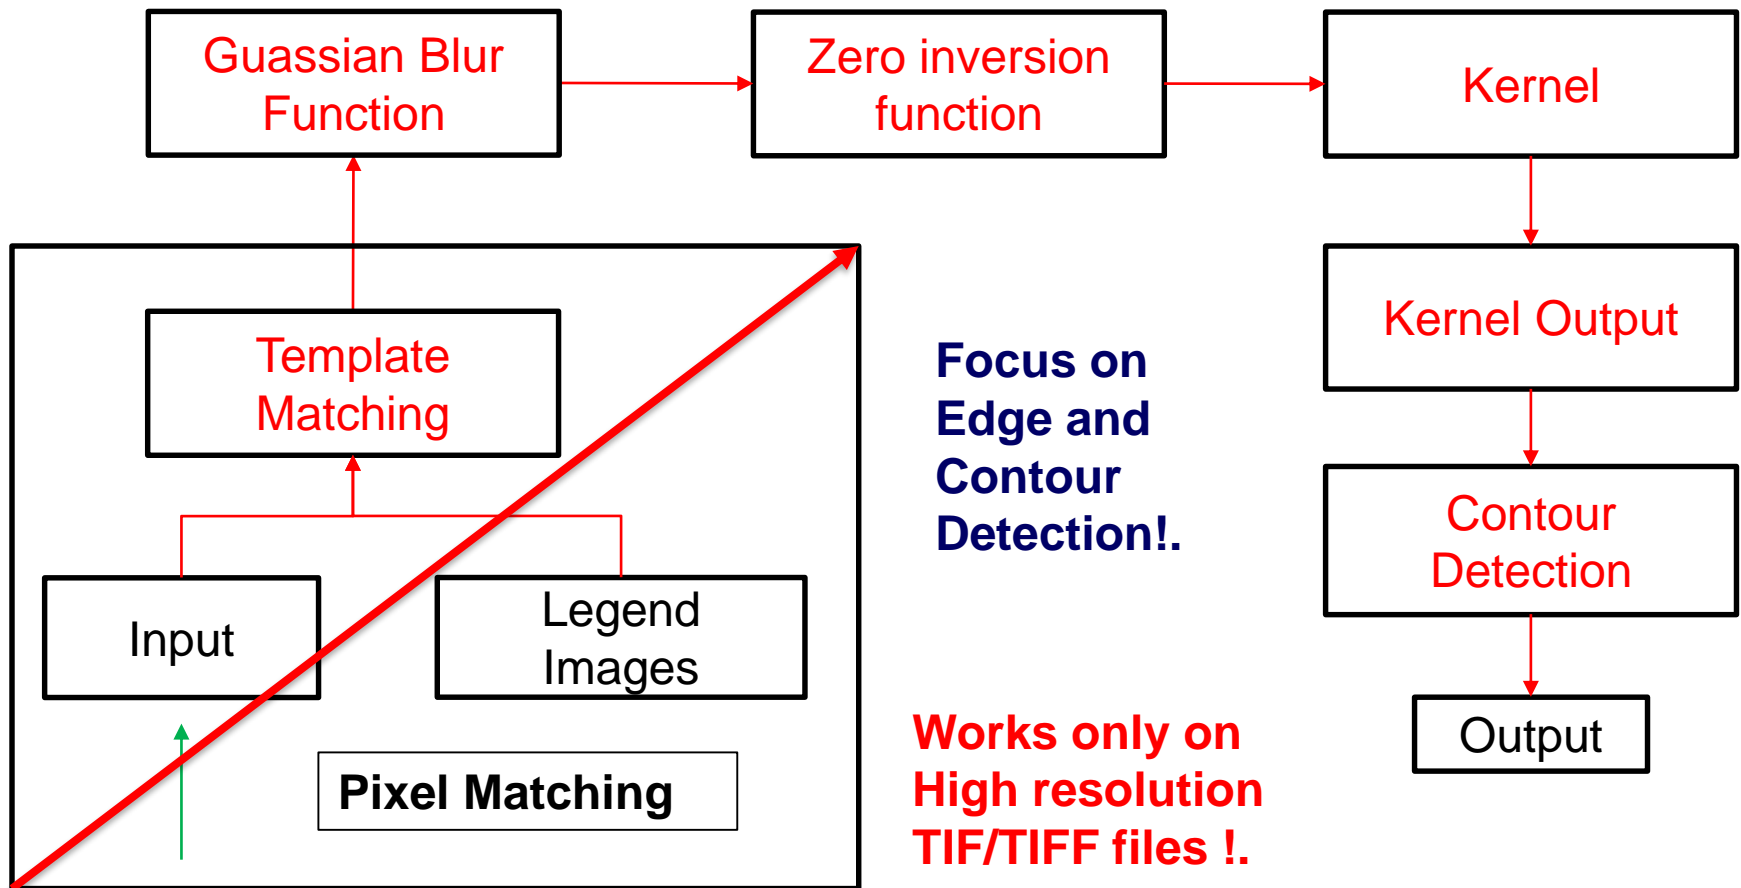 Guassian Blur
Function
Zero inversion
function
Kernel
Kernel Output
Template
Matching
Focus on
Edge and
Contour
Detection!.
Contour
Detection
Input
Legend
Images
Works only on
High resolution
TIF/TIFF files !.
Output
Pixel Matching